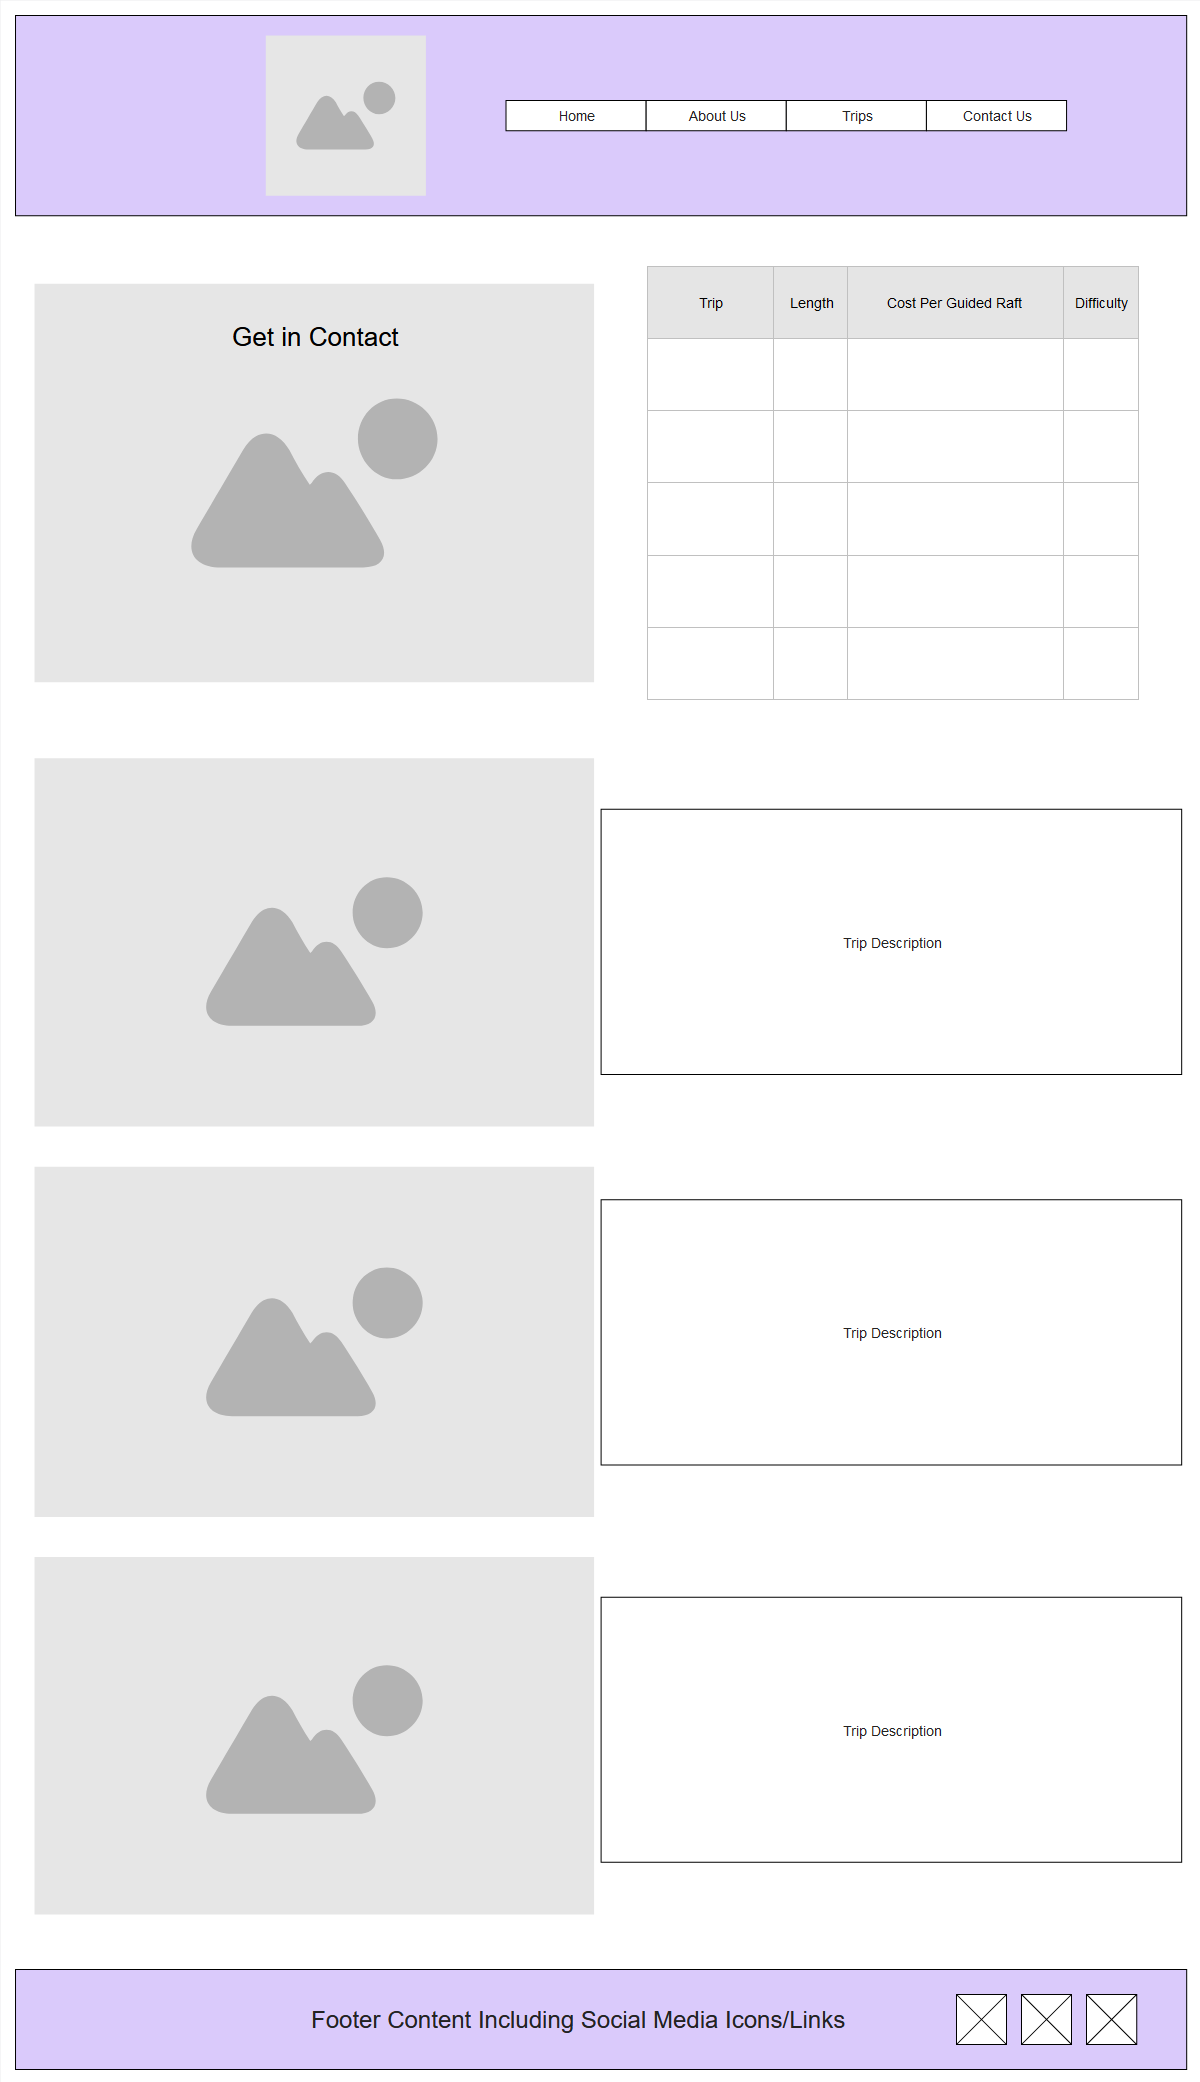 Home
About Us
Trips
Contact Us
Get in Contact
Trip
Length
Cost Per Guided Raft
Difficulty
Trip Description
Trip Description
Trip Description
Footer Content Including Social Media Icons/Links